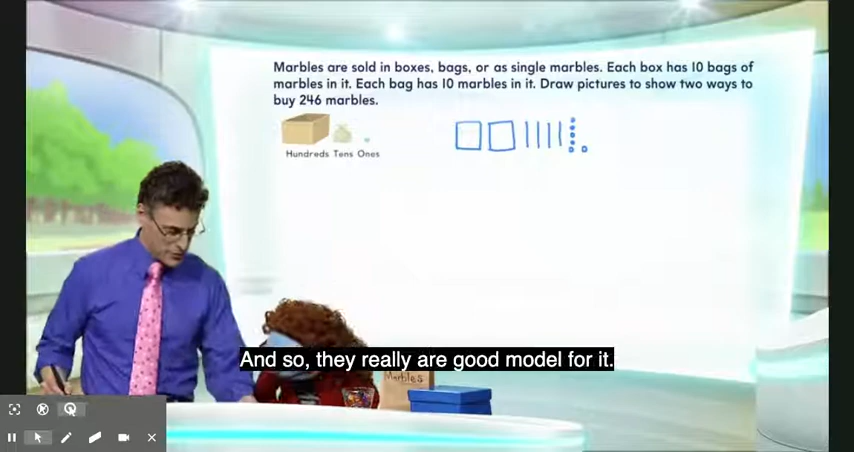 Marbles are sold in boxes, bags, or as single marbles. Each box has 10 bags of
marbles in it. Each bag has 10 marbles in it. Draw pictures to show two ways to
buy 246 marbles.
Hundreds Tens Ones
And so, they really are good model for it.
Marbles